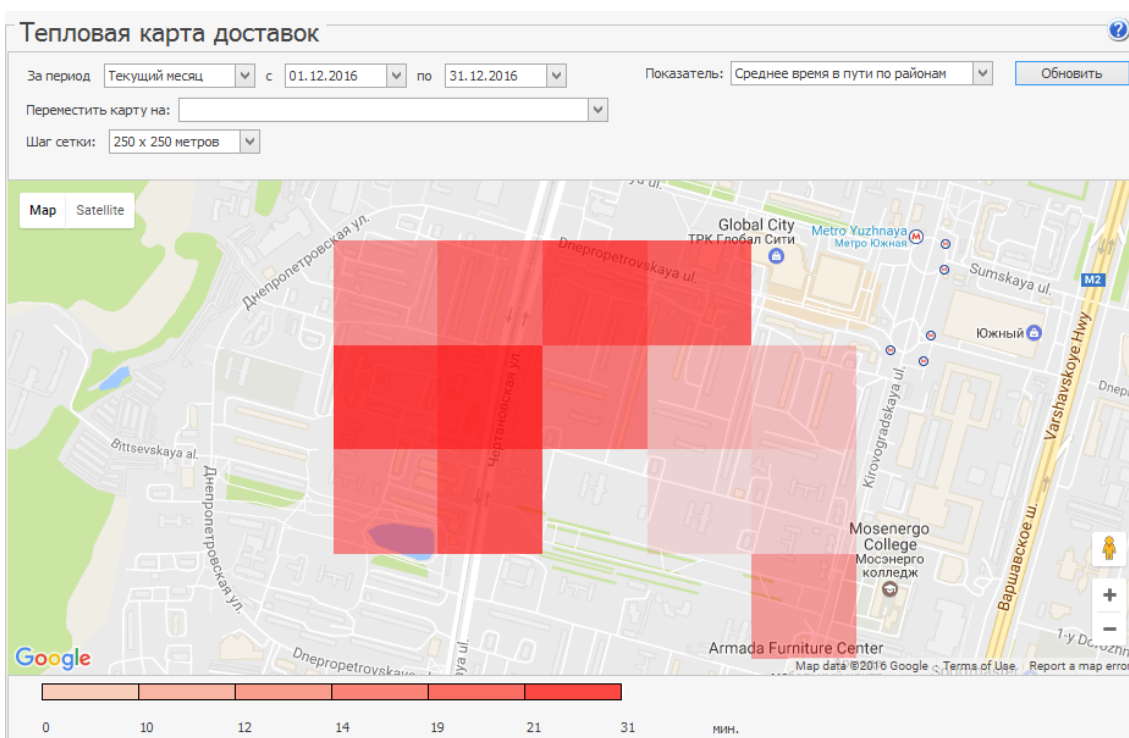 Тепловая карта доставок
За период Текущий месяц с 01.12.2016 по 31.12.2016 Показатель: Среднее время в пути по районам Обновить
Переместить карту на:
Шаг сетки: 250 x 250 метров
Map Satellite
Днепропетровская ул.
Dnepropetrovskaya ul.
Global City
ТРК Глобал Сити
Metro Yuzhnaya
Метро Южная
Sumskaya ul.
M2
Южный
Varshavskoye Hwy
Чертановская ул.
Kirovogradskaya ul.
Bittsevskaya al.
Днепропетровская ул.
Mosenergo
College
Мосэнерго
колледж
Варшавское ш.
Armada Furniture Center
Google
Map data ©2016 Google Terms of Use Report a map error
0 10 12 14 19 21 31 мин.